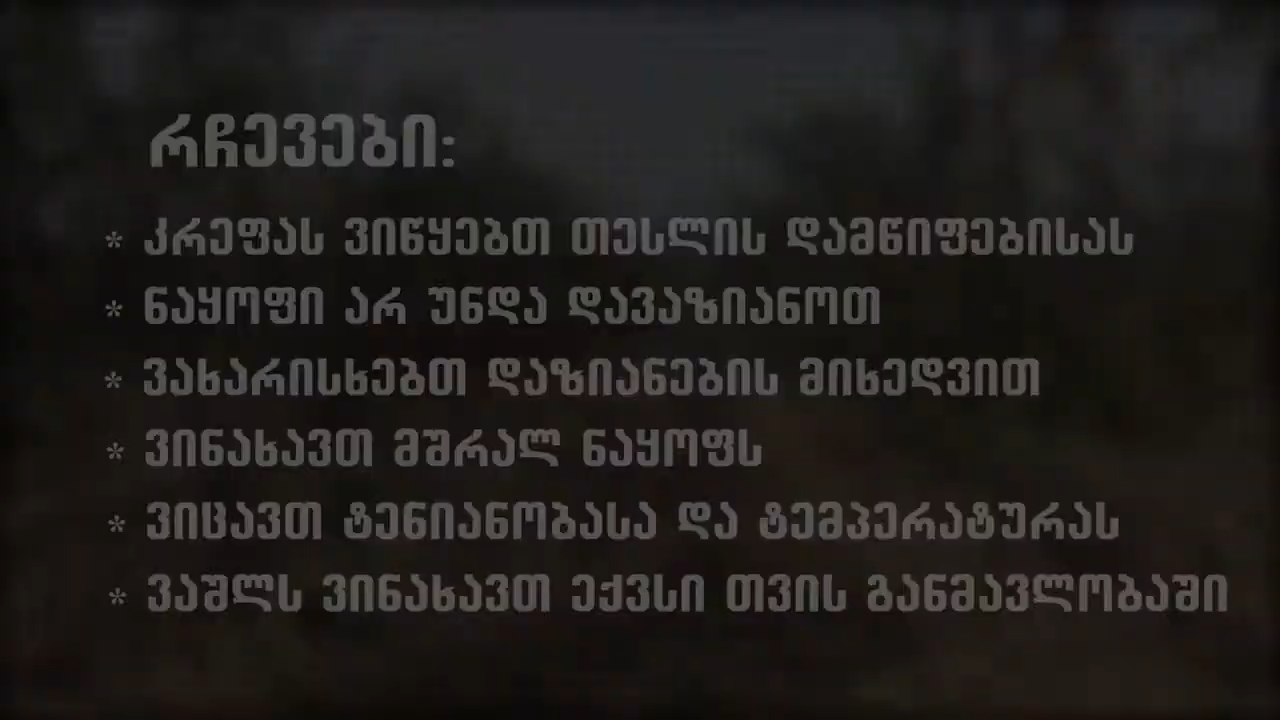 რჩევები:
* კრეფას ვიწყებთ თესლის დამწიფებისას
* ნაყოფი არ უნდა დავაზიანოთ
* ვახარისხებთ დაზიანების მიხედვით
* ვინახავთ მშრალ ნაყოფს
* ვიცავთ ტენიანობასა და ტემპერატურას
* ვაშლს ვინახავთ ექვსი თვის განმავლობაში